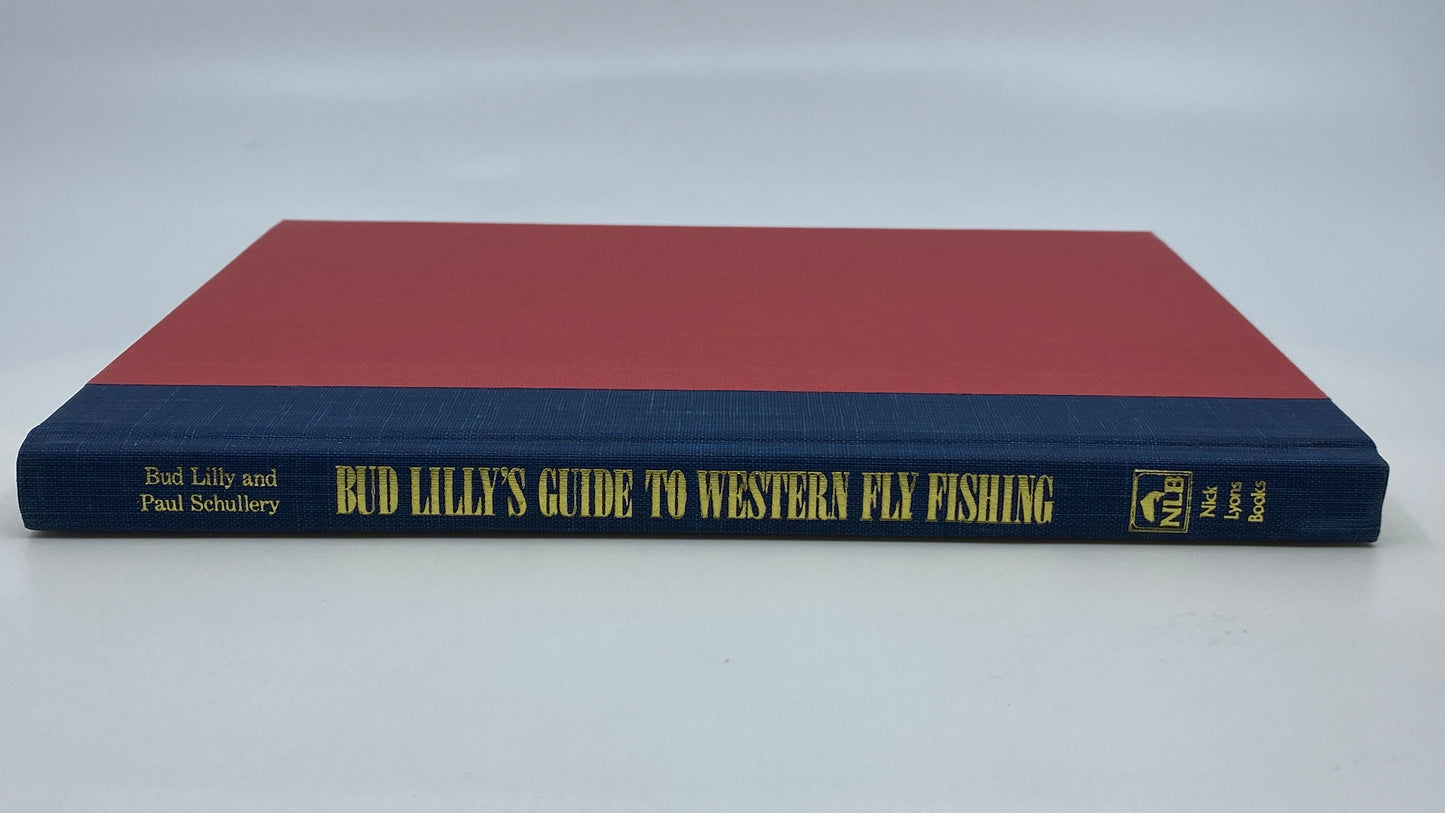 Bud Lilly and
Paul Schullery
BUD LILLY'S GUIDE TO WESTERN FLY FISHING
NLB
Nick
Lyons
Books